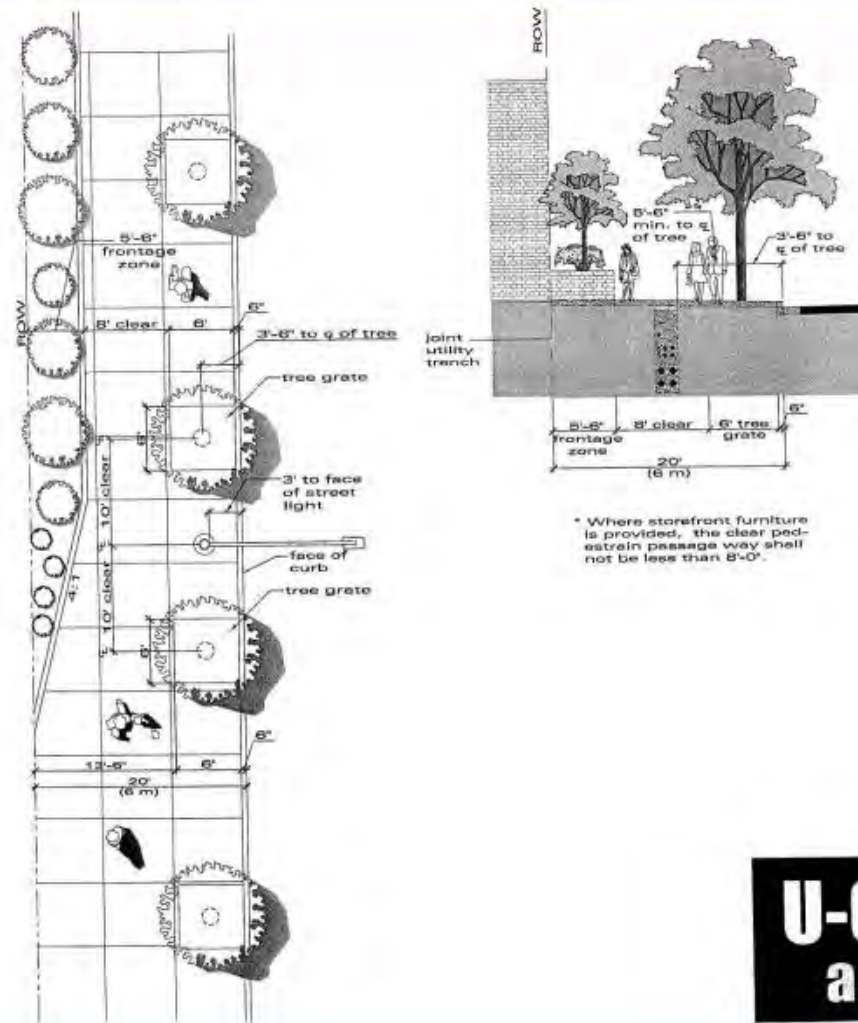 ROW
5'-6"
frontage
zone
8' clear
6'
6"
3'-6" to ℄ of tree
tree grate
6'
10' clear
3' to face
of street
light
face of
curb
4:1
10' clear
tree grate
6'
6"
6'
20'
(6 m)
ROW
5'-6"
min. to ℄
of tree
3'-6" to
℄ of tree
joint
utility
trench
5'-6"
frontage
zone
8' clear
6' tree
grate
6"
20'
(6 m)
* Where storefront furniture
is provided, the clear ped-
estrain passage way shall
not be less than 8'-0".
a